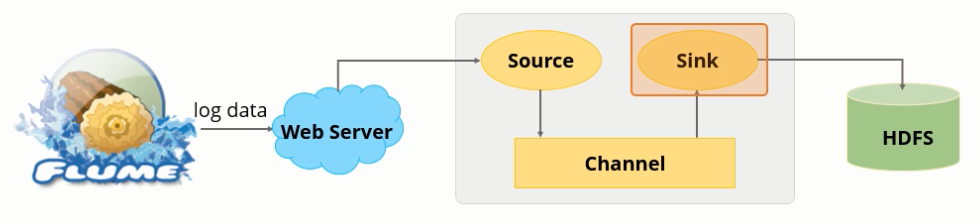 FLUME
log data
Web Server
Source
Sink
Channel
HDFS